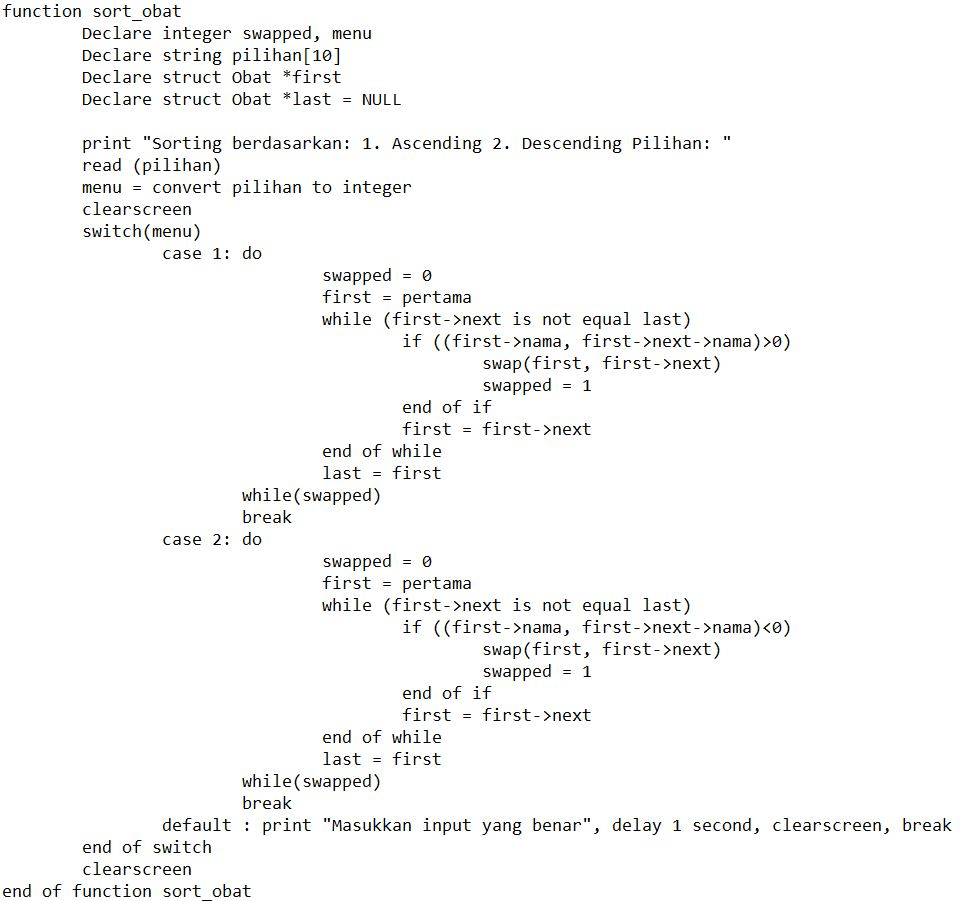 function sort_obat
        Declare integer swapped, menu
        Declare string pilihan[10]
        Declare struct Obat *first
        Declare struct Obat *last = NULL

        print "Sorting berdasarkan: 1. Ascending 2. Descending Pilihan: "
        read (pilihan)
        menu = convert pilihan to integer
        clearscreen
        switch(menu)
                case 1: do
                                swapped = 0
                                first = pertama
                                while (first->next is not equal last)
                                        if ((first->nama, first->next->nama)>0)
                                                swap(first, first->next)
                                                swapped = 1
                                        end of if
                                        first = first->next
                                end of while
                                last = first
                        while(swapped)
                        break
                case 2: do
                                swapped = 0
                                first = pertama
                                while (first->next is not equal last)
                                        if ((first->nama, first->next->nama)<0)
                                                swap(first, first->next)
                                                swapped = 1
                                        end of if
                                        first = first->next
                                end of while
                                last = first
                        while(swapped)
                        break
                default : print "Masukkan input yang benar", delay 1 second, clearscreen, break
        end of switch
        clearscreen
end of function sort_obat